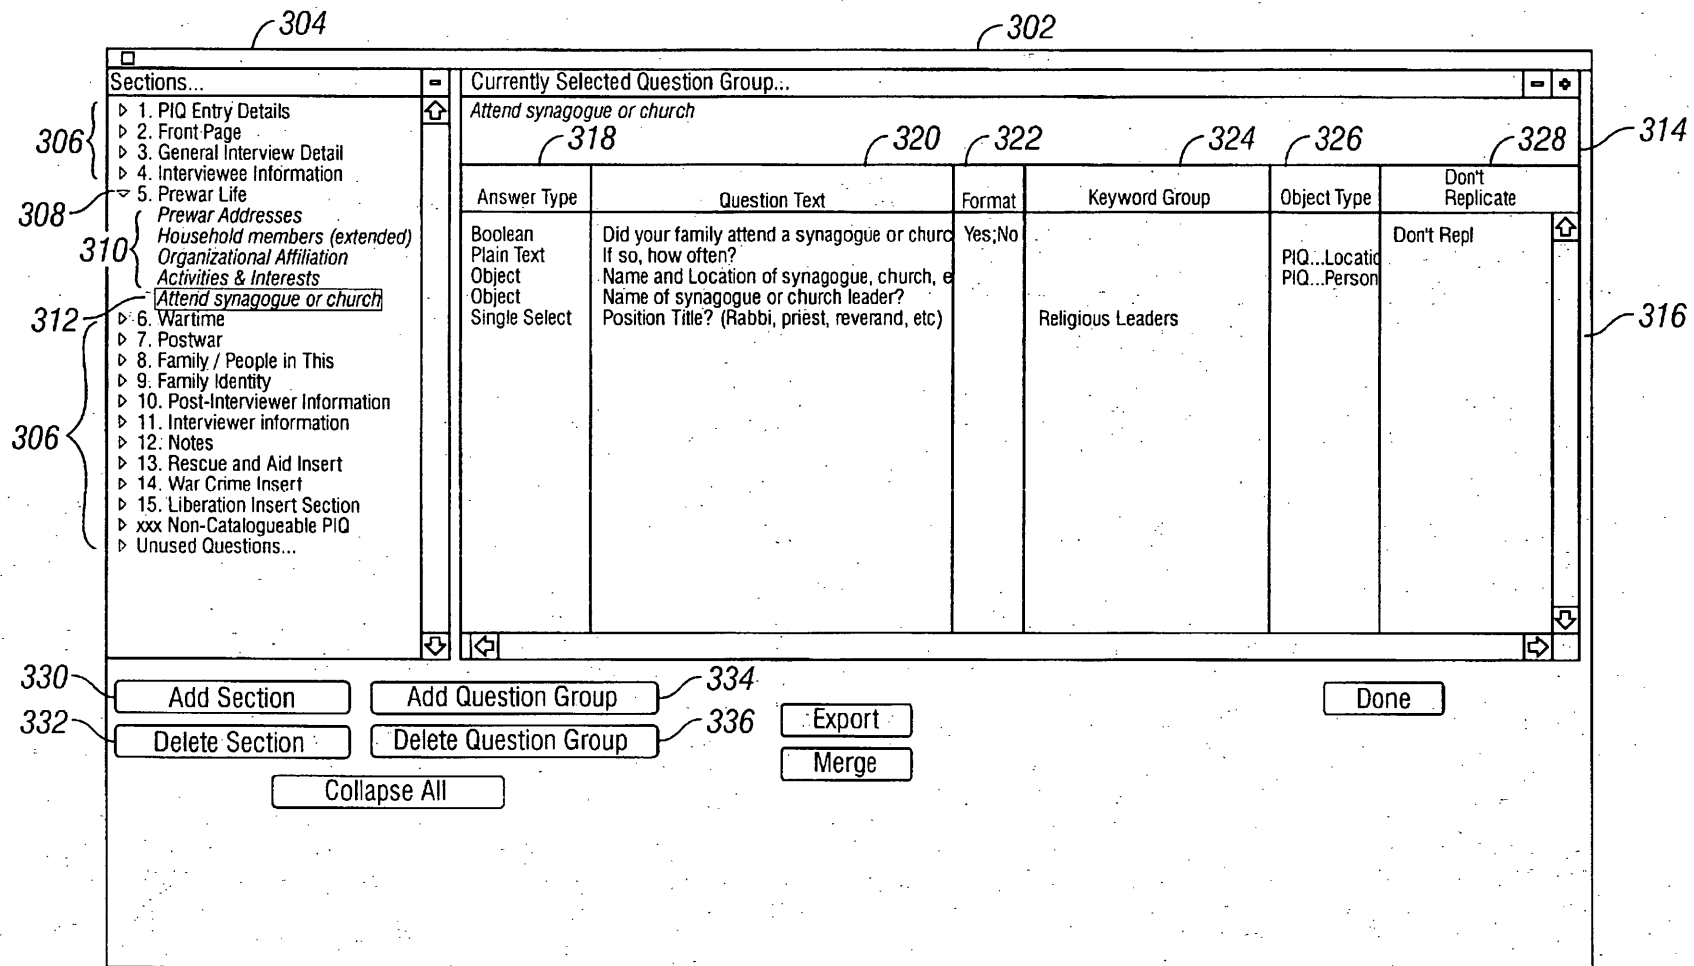 304
302
Sections...
Currently Selected Question Group...
Attend synagogue or church
306
1. PIQ Entry Details
2. Front Page
3. General Interview Detail
4. Interviewee Information
308
5. Prewar Life
310
Prewar Addresses
Household members (extended)
Organizational Affiliation
Activities & Interests
312
Attend synagogue or church
306
6. Wartime
7. Postwar
8. Family / People in This
9. Family Identity
10. Post-Interviewer Information
11. Interviewer information
12. Notes
13. Rescue and Aid Insert
14. War Crime Insert
15. Liberation Insert Section
xxx Non-Catalogueable PIQ
Unused Questions...
318 320 322 324 326 328 314
Answer Type Question Text Format Keyword Group Object Type Don't Replicate
Boolean Did your family attend a synagogue or churc Yes;No Don't Repl
Plain Text If so, how often? PIQ...Locatio
Object Name and Location of synagogue, church, e PIQ...Person
Object Name of synagogue or church leader?
Single Select Position Title? (Rabbi, priest, reverand, etc) Religious Leaders
316
330 Add Section Add Question Group 334
332 Delete Section Delete Question Group 336
Export
Merge
Done
Collapse All